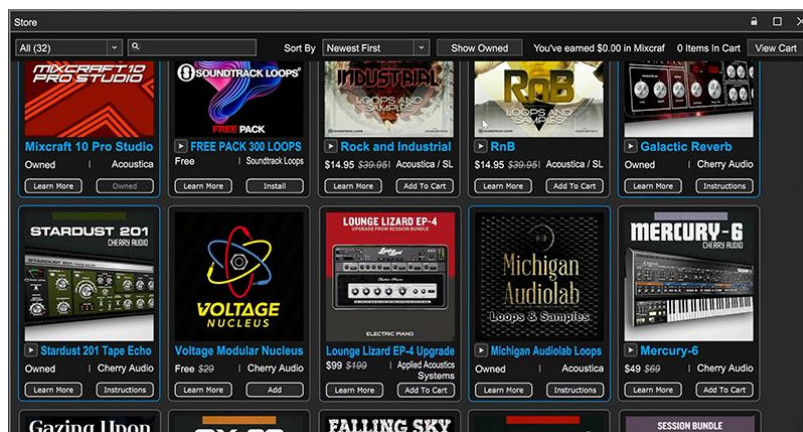 Store
All (32)
Sort By
Newest First
Show Owned
You've earned $0.00 in Mixcraf
0 Items In Cart
View Cart
MIXCRAFT 10
PRO STUDIO
Mixcraft 10 Pro Studio
Owned | Acoustica
Learn More
Owned
SOUNDTRACK LOOPS
FREE PACK
FREE PACK 300 LOOPS
Free | Soundtrack Loops
Learn More
Install
INDUSTRIAL
LOOPS AND
SAMPLES
Rock and Industrial
$14.95 $39.95 | Acoustica / SL
Learn More
Add To Cart
RnB
LOOPS AND
SAMPLES
RnB
$14.95 $39.95 | Acoustica / SL
Learn More
Add To Cart
Galactic Reverb
Owned | Cherry Audio
Learn More
Instructions
STARDUST 201
CHERRY AUDIO
Stardust 201 Tape Echo
Owned | Cherry Audio
Learn More
Instructions
VOLTAGE
NUCLEUS
Voltage Modular Nucleus
Free $29 | Cherry Audio
Learn More
Add
LOUNGE LIZARD EP-4
UPGRADE FROM SESSION BUNDLE
ELECTRIC PIANO
Lounge Lizard EP-4 Upgrade
$99 $199 | Applied Acoustics
Systems
Learn More
Add To Cart
Michigan
Audiolab
Loops & Samples
Michigan Audiolab Loops
Owned | Acoustica
Learn More
Instructions
MERCURY-6
CHERRY AUDIO
Mercury-6
$49 $69 | Cherry Audio
Learn More
Add To Cart
Gazing Upon
FALLING SKY
SESSION BUNDLE